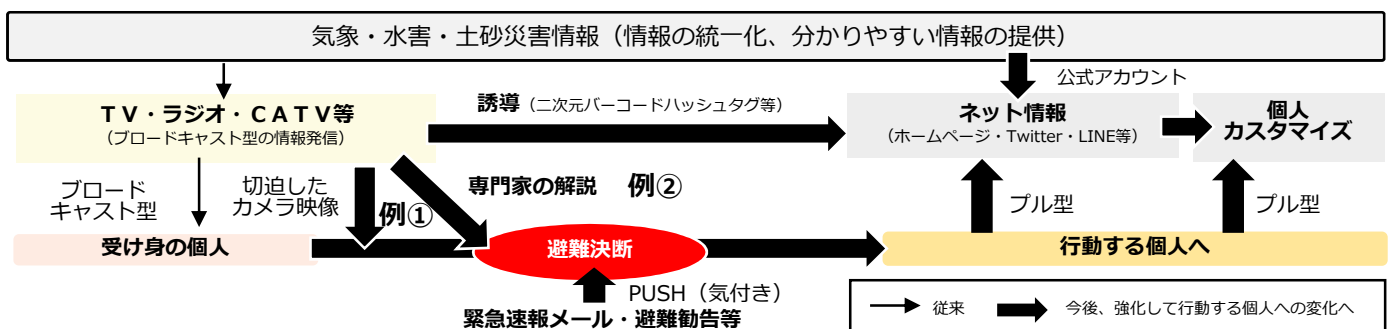 気象・水害・土砂災害情報（情報の統一化、分かりやすい情報の提供）
公式アカウント
ＴＶ・ラジオ・ＣＡＴＶ等
（ブロードキャスト型の情報発信）
誘導（二次元バーコードハッシュタグ等）
ネット情報
（ホームページ・Twitter・LINE等）
個人
カスタマイズ
ブロード
キャスト型
切迫した
カメラ映像
例①
専門家の解説　例②
プル型
プル型
受け身の個人
避難決断
行動する個人へ
PUSH（気付き）
緊急速報メール・避難勧告等
従来
今後、強化して行動する個人への変化へ